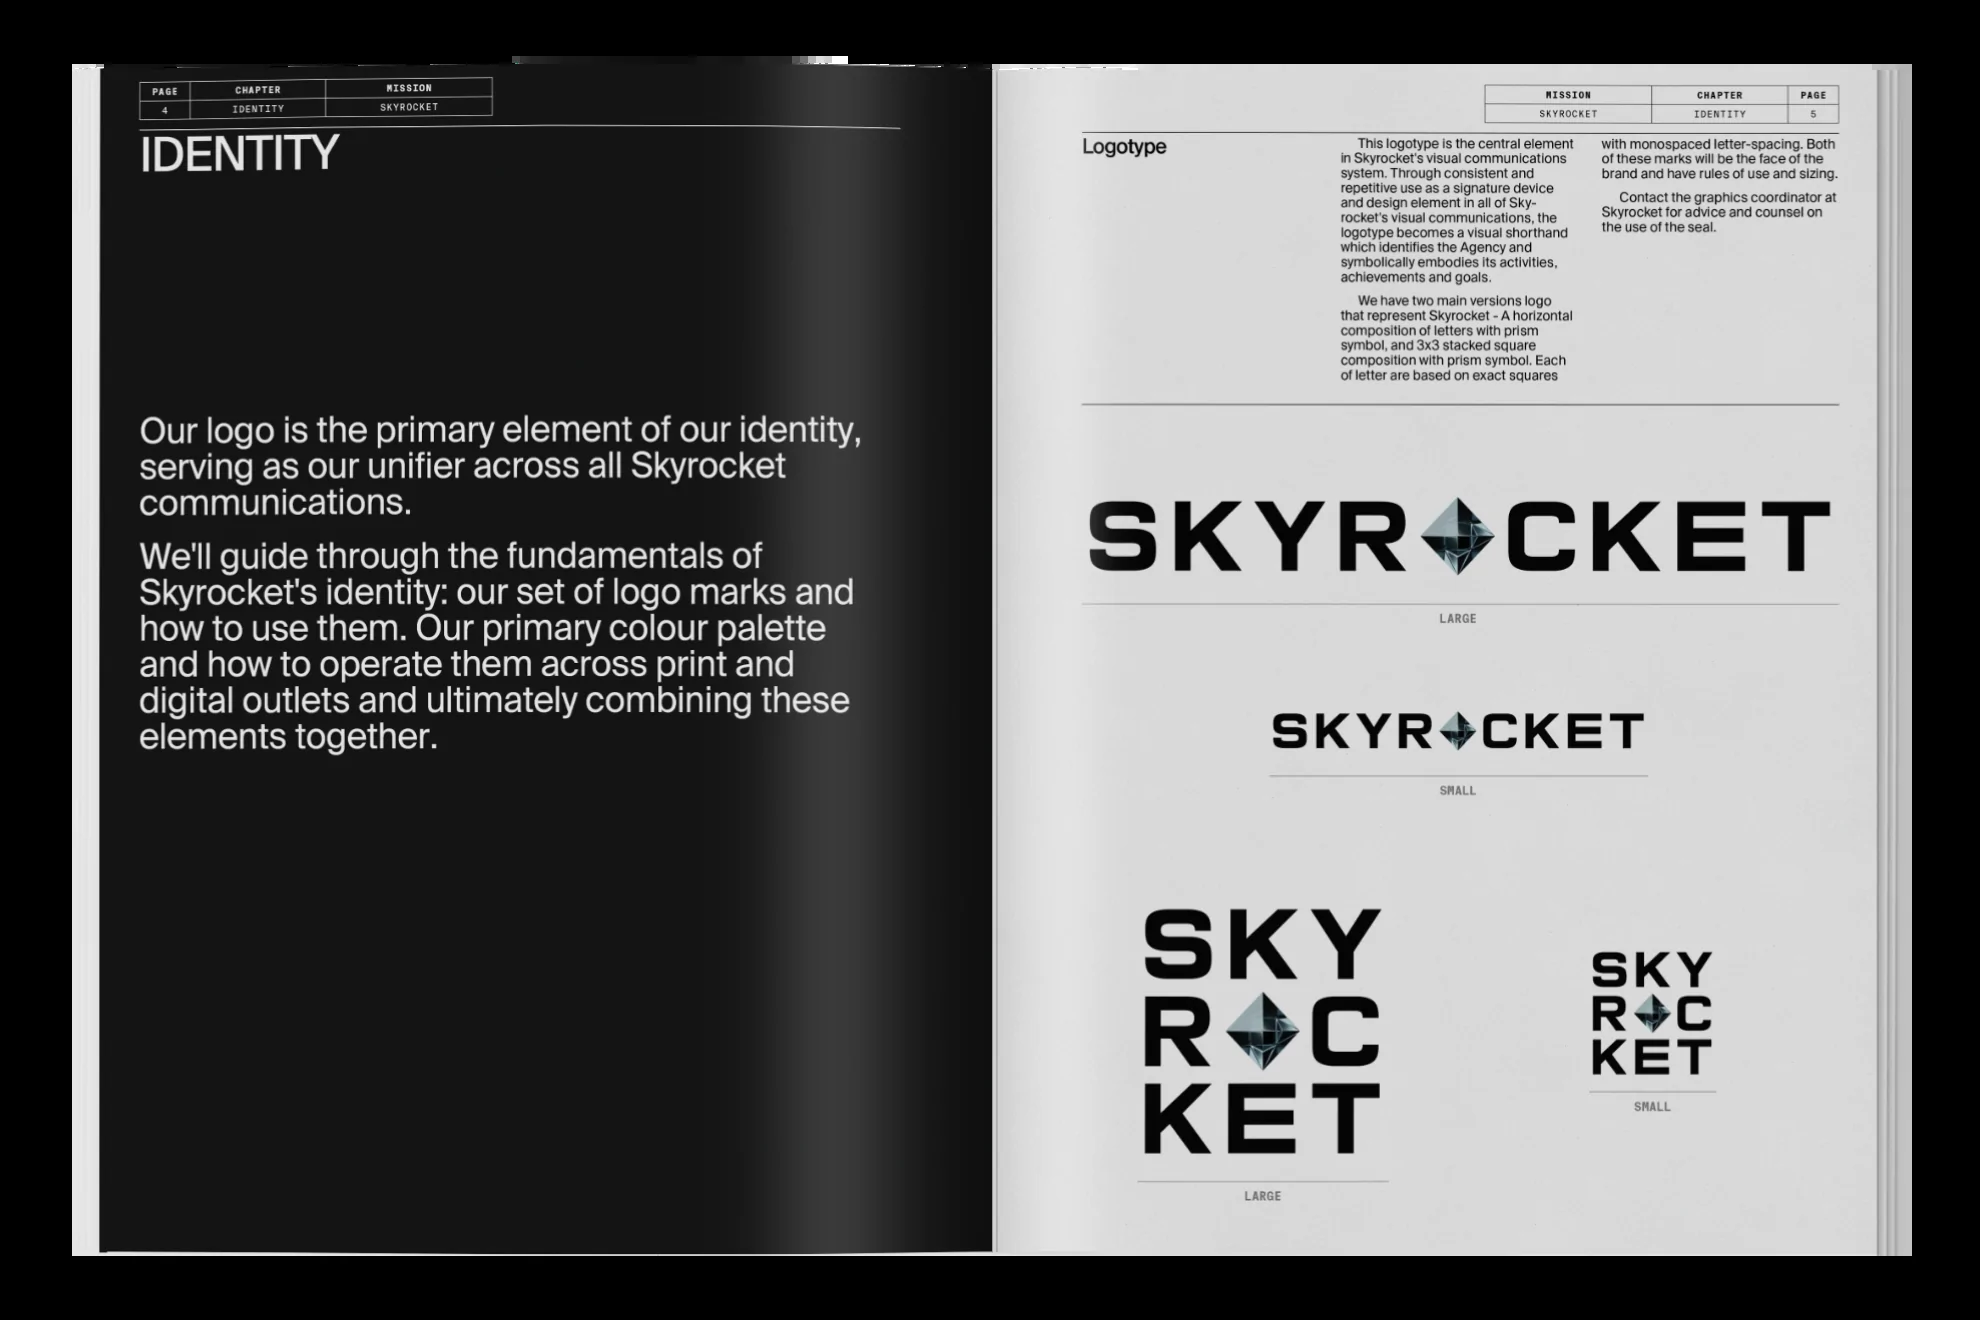 PAGE CHAPTER MISSION
4 IDENTITY SKYROCKET
IDENTITY
Our logo is the primary element of our identity,
serving as our unifier across all Skyrocket
communications.
We'll guide through the fundamentals of
Skyrocket's identity: our set of logo marks and
how to use them. Our primary colour palette
and how to operate them across print and
digital outlets and ultimately combining these
elements together.
MISSION CHAPTER PAGE
SKYROCKET IDENTITY 5
Logotype
This logotype is the central element
in Skyrocket's visual communications
system. Through consistent and
repetitive use as a signature device
and design element in all of Sky-
rocket's visual communications, the
logotype becomes a visual shorthand
which identifies the Agency and
symbolically embodies its activities,
achievements and goals.
We have two main versions logo
that represent Skyrocket - A horizontal
composition of letters with prism
symbol, and 3x3 stacked square
composition with prism symbol. Each
of letter are based on exact squares
with monospaced letter-spacing. Both
of these marks will be the face of the
brand and have rules of use and sizing.
Contact the graphics coordinator at
Skyrocket for advice and counsel on
the use of the seal.
SKYR CKET
LARGE
SKYR CKET
SMALL
SKY
R C
KET
LARGE
SKY
R C
KET
SMALL